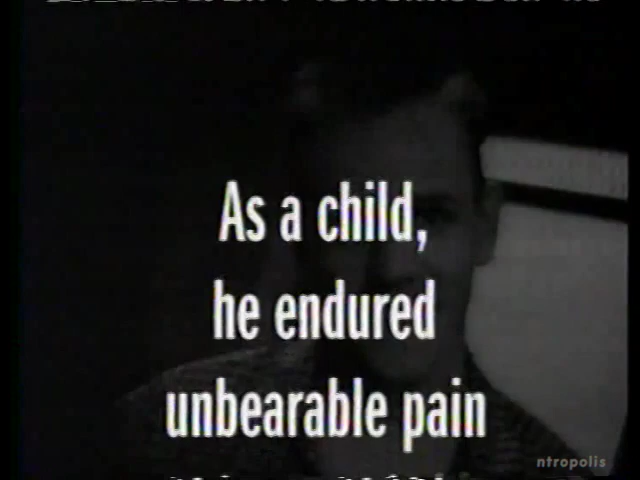 As a child,
he endured
unbearable pain
ntropolis